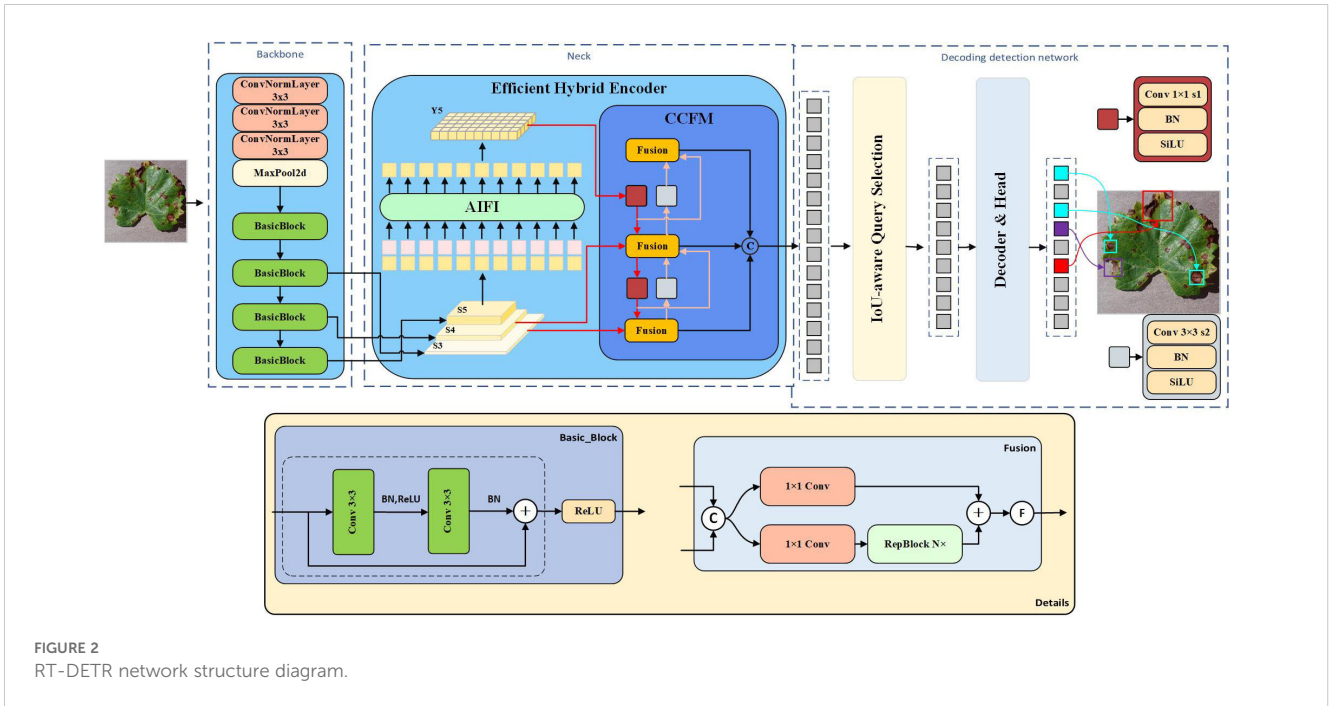 Backbone
ConvNormLayer
3x3
ConvNormLayer
3x3
ConvNormLayer
3x3
MaxPool2d
BasicBlock
BasicBlock
BasicBlock
BasicBlock
Neck
Efficient Hybrid Encoder
Y5
AIFI
S5
S4
S3
CCFM
Fusion
Fusion
Fusion
C
Decoding detection network
IoU-aware Query Selection
Decoder & Head
Conv 1×1 s1
BN
SiLU
Conv 3×3 s2
BN
SiLU
Basic_Block
Conv 3×3
BN,ReLU
Conv 3×3
BN
+
ReLU
Fusion
C
1×1 Conv
1×1 Conv
RepBlock N×
+
F
Details
FIGURE 2
RT-DETR network structure diagram.